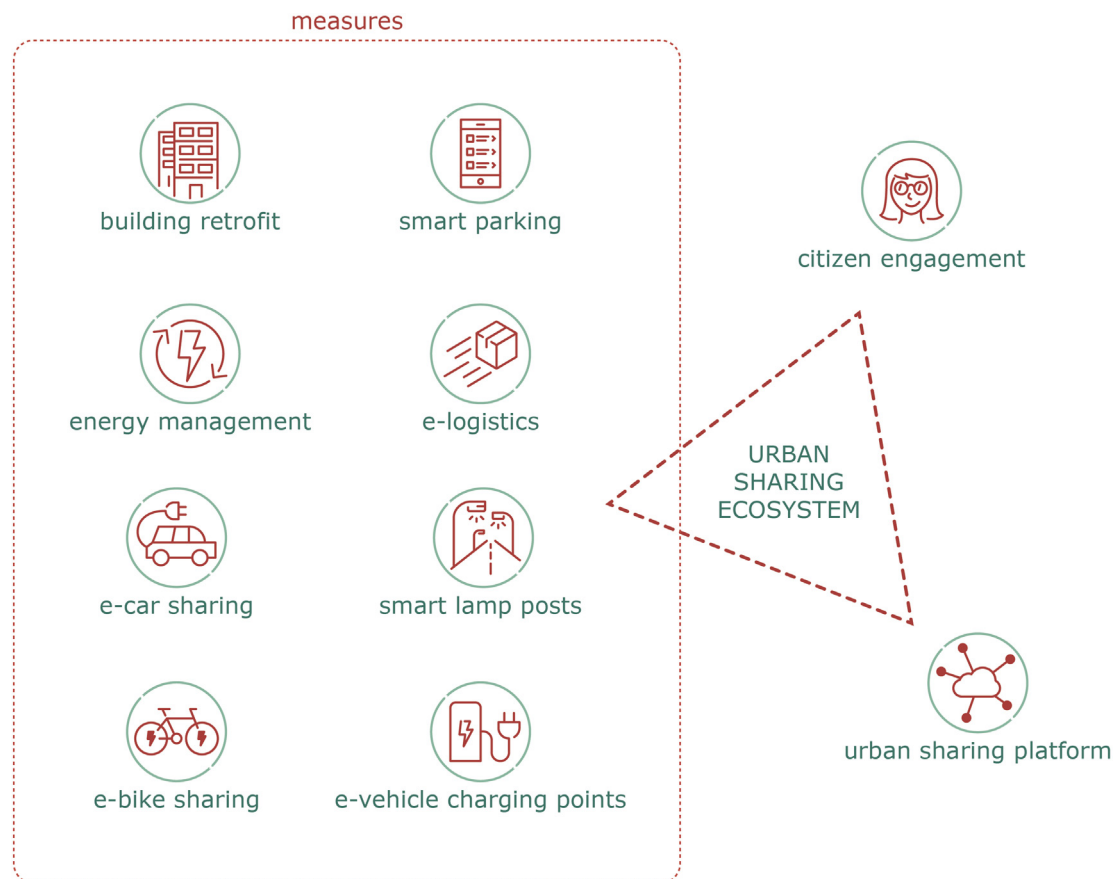 measures
building retrofit
smart parking
energy management
e-logistics
e-car sharing
smart lamp posts
e-bike sharing
e-vehicle charging points
citizen engagement
URBAN
SHARING
ECOSYSTEM
urban sharing platform